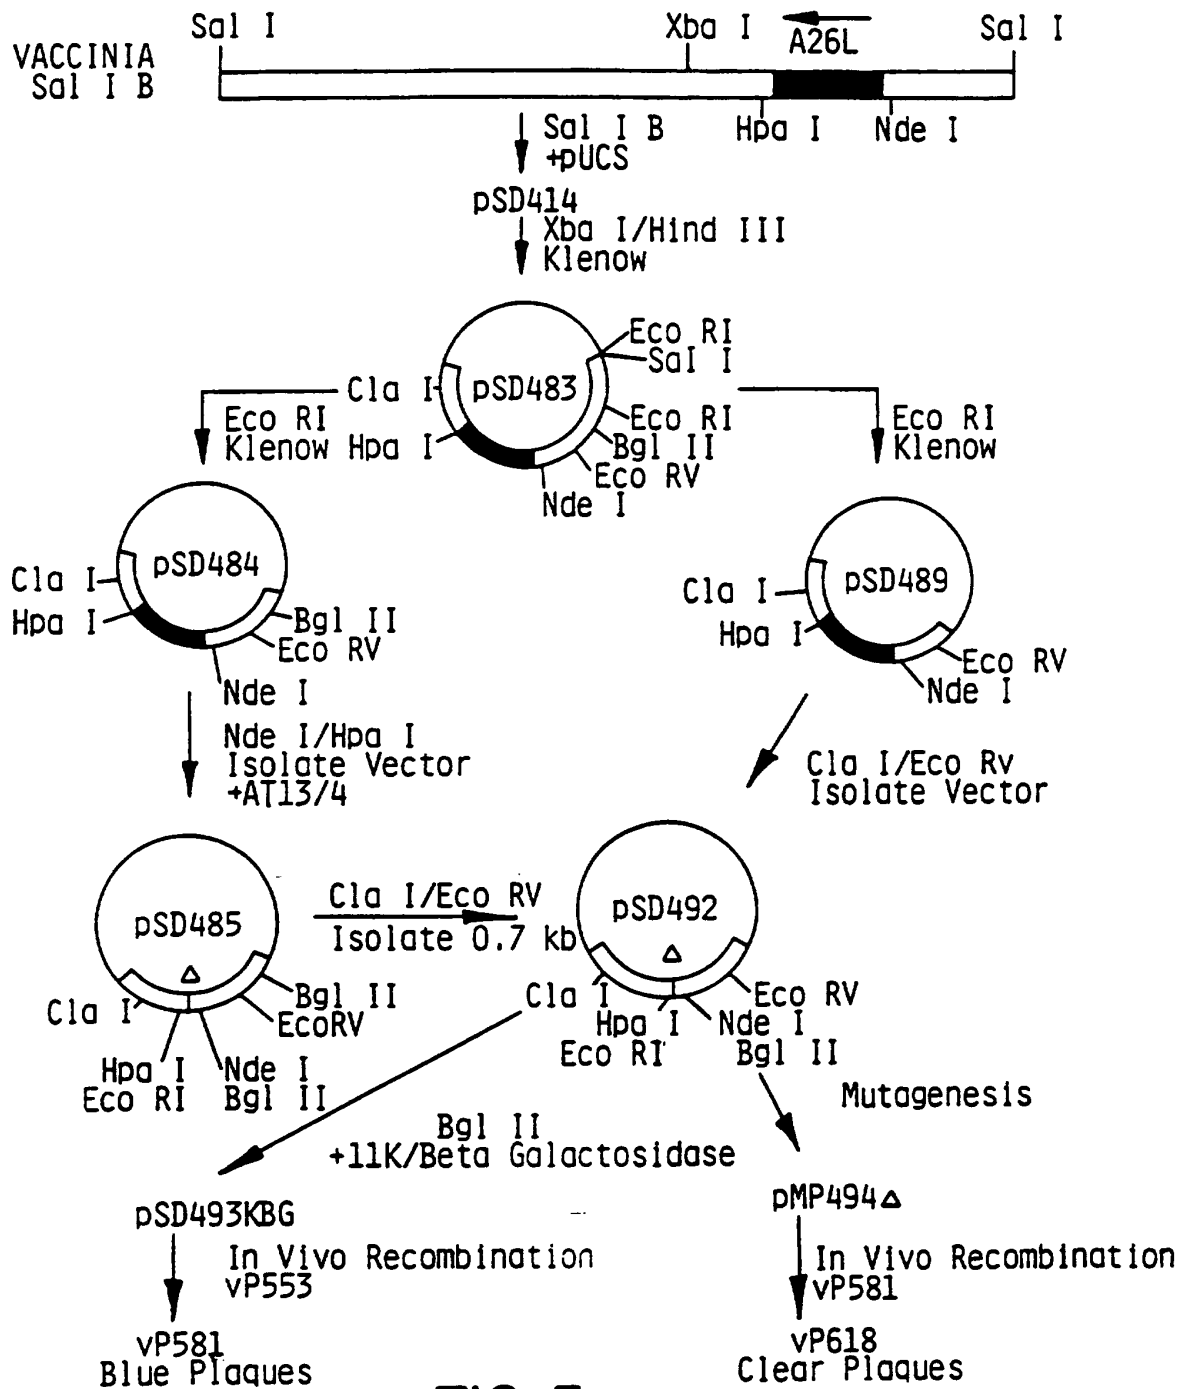 Sal I
Xba I
A26L
Sal I
VACCINIA
Sal I B
Hpa I
Nde I
Sal I B
+pUCS
pSD414
Xba I/Hind III
Klenow
Eco RI
Sal I
Cla I
pSD483
Eco RI
Klenow
Hpa I
Eco RI
Bgl II
Eco RV
Nde I
Eco RI
Klenow
pSD484
Cla I
Hpa I
Bgl II
Eco RV
Nde I
pSD489
Cla I
Hpa I
Eco RV
Nde I
Nde I/Hpa I
Isolate Vector
+AT13/4
Cla I/Eco Rv
Isolate Vector
pSD485
Δ
Cla I
Bgl II
EcoRV
Hpa I
Nde I
Eco RI
Bgl II
Cla I/Eco RV
Isolate 0.7 kb
pSD492
Δ
Cla I
Eco RV
Hpa I
Nde I
Eco RI
Bgl II
Mutagenesis
Bgl II
+11K/Beta Galactosidase
pSD493KBG
pMP494Δ
In Vivo Recombination
vP553
In Vivo Recombination
vP581
vP581
Blue Plaques
vP618
Clear Plaques